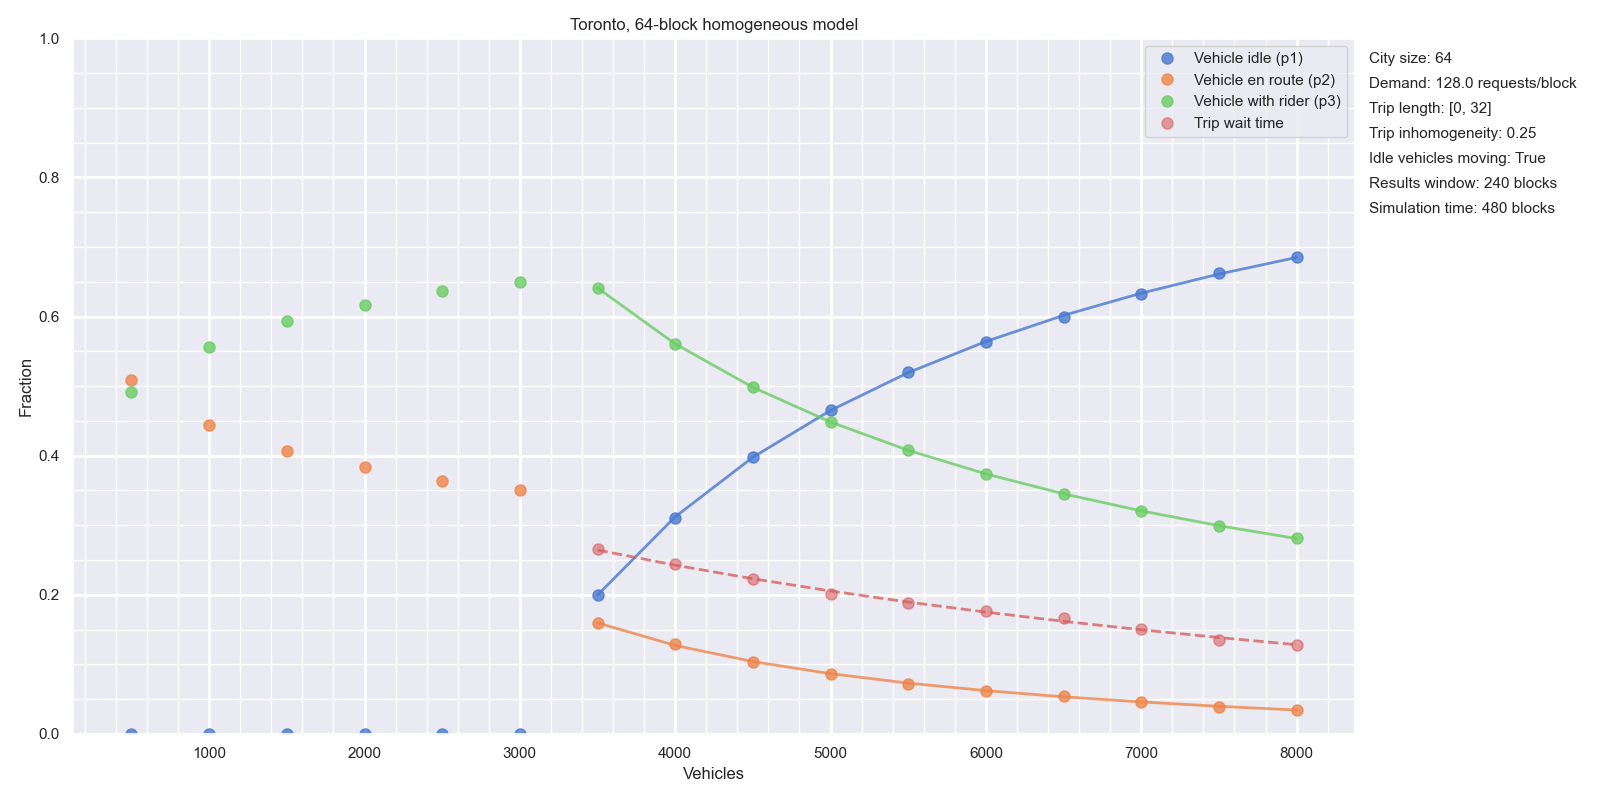 Toronto, 64-block homogeneous model
1.0
0.8
0.6
0.4
0.2
0.0
Fraction
1000
2000
3000
4000
5000
6000
7000
8000
Vehicles
Vehicle idle (p1)
Vehicle en route (p2)
Vehicle with rider (p3)
Trip wait time
City size: 64
Demand: 128.0 requests/block
Trip length: [0, 32]
Trip inhomogeneity: 0.25
Idle vehicles moving: True
Results window: 240 blocks
Simulation time: 480 blocks